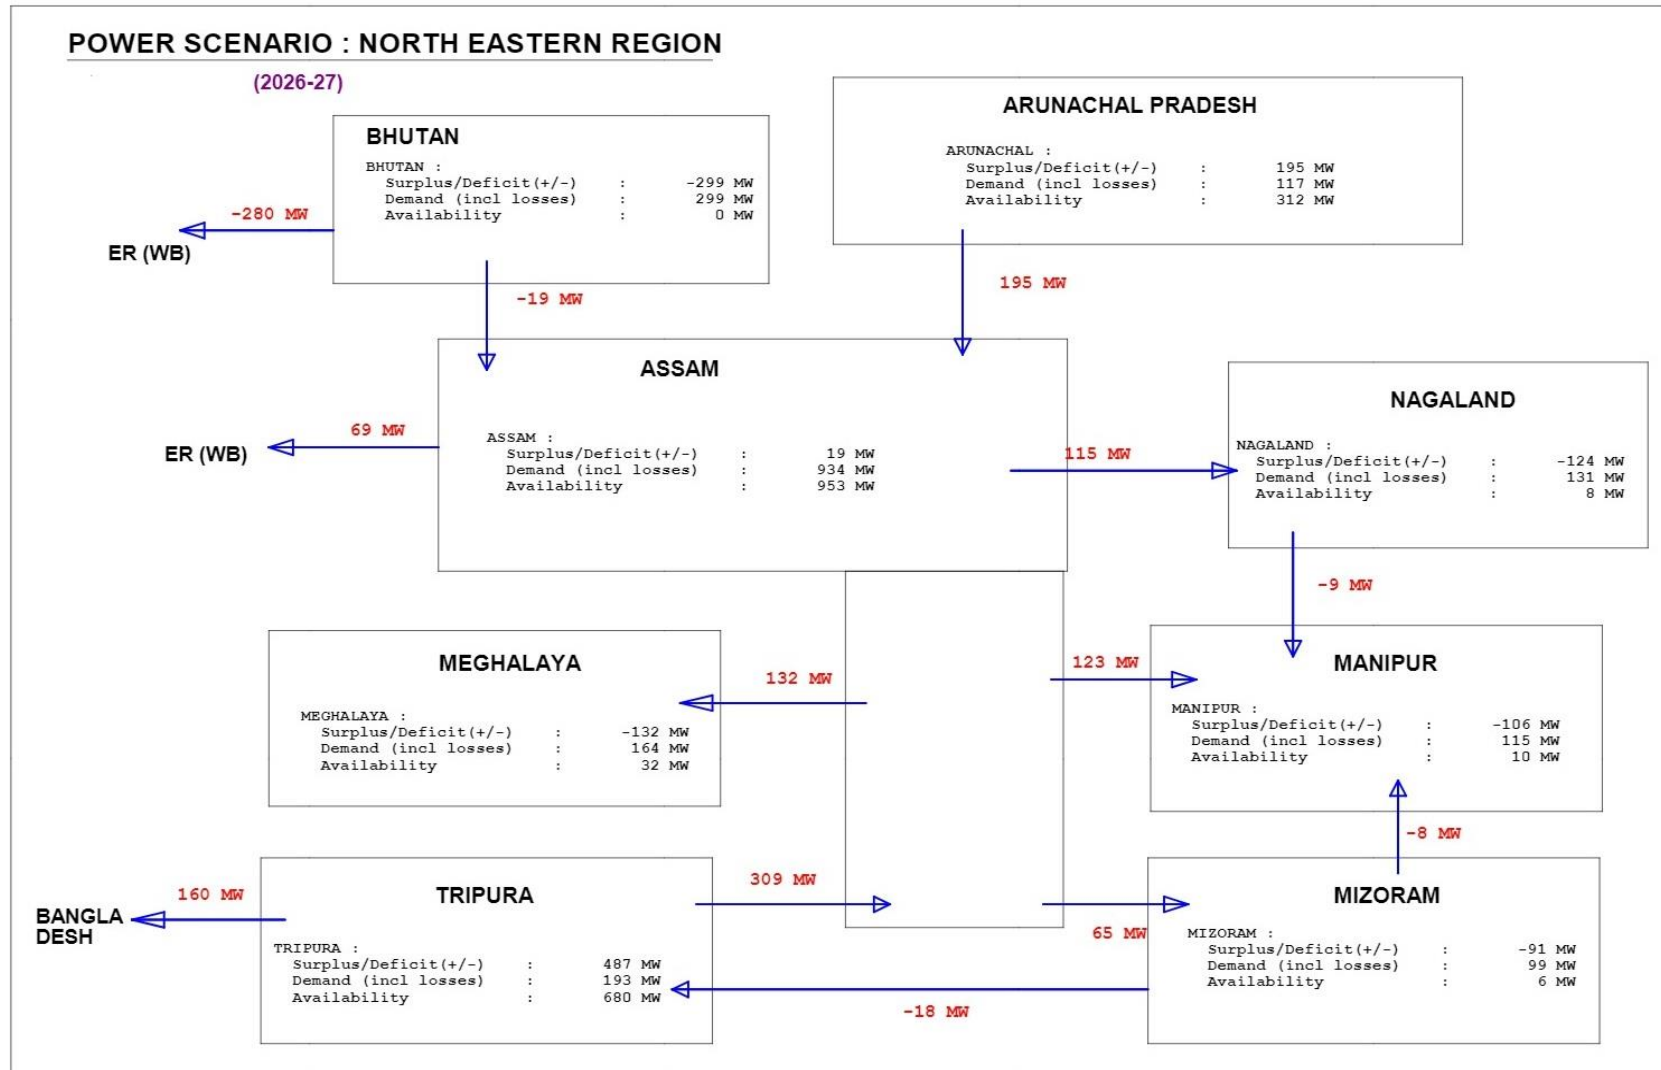 POWER SCENARIO : NORTH EASTERN REGION
(2026-27)
BHUTAN
BHUTAN :
Surplus/Deficit(+/-) : -299 MW
Demand (incl losses) : 299 MW
Availability : 0 MW
-280 MW
ER (WB)
-19 MW
ARUNACHAL PRADESH
ARUNACHAL :
Surplus/Deficit(+/-) : 195 MW
Demand (incl losses) : 117 MW
Availability : 312 MW
195 MW
ASSAM
ASSAM :
Surplus/Deficit(+/-) : 19 MW
Demand (incl losses) : 934 MW
Availability : 953 MW
69 MW
ER (WB)
115 MW
NAGALAND
NAGALAND :
Surplus/Deficit(+/-) : -124 MW
Demand (incl losses) : 131 MW
Availability : 8 MW
-9 MW
MEGHALAYA
MEGHALAYA :
Surplus/Deficit(+/-) : -132 MW
Demand (incl losses) : 164 MW
Availability : 32 MW
132 MW
123 MW
MANIPUR
MANIPUR :
Surplus/Deficit(+/-) : -106 MW
Demand (incl losses) : 115 MW
Availability : 10 MW
-8 MW
TRIPURA
TRIPURA :
Surplus/Deficit(+/-) : 487 MW
Demand (incl losses) : 193 MW
Availability : 680 MW
160 MW
BANGLA
DESH
309 MW
65 MW
-18 MW
MIZORAM
MIZORAM :
Surplus/Deficit(+/-) : -91 MW
Demand (incl losses) : 99 MW
Availability : 6 MW